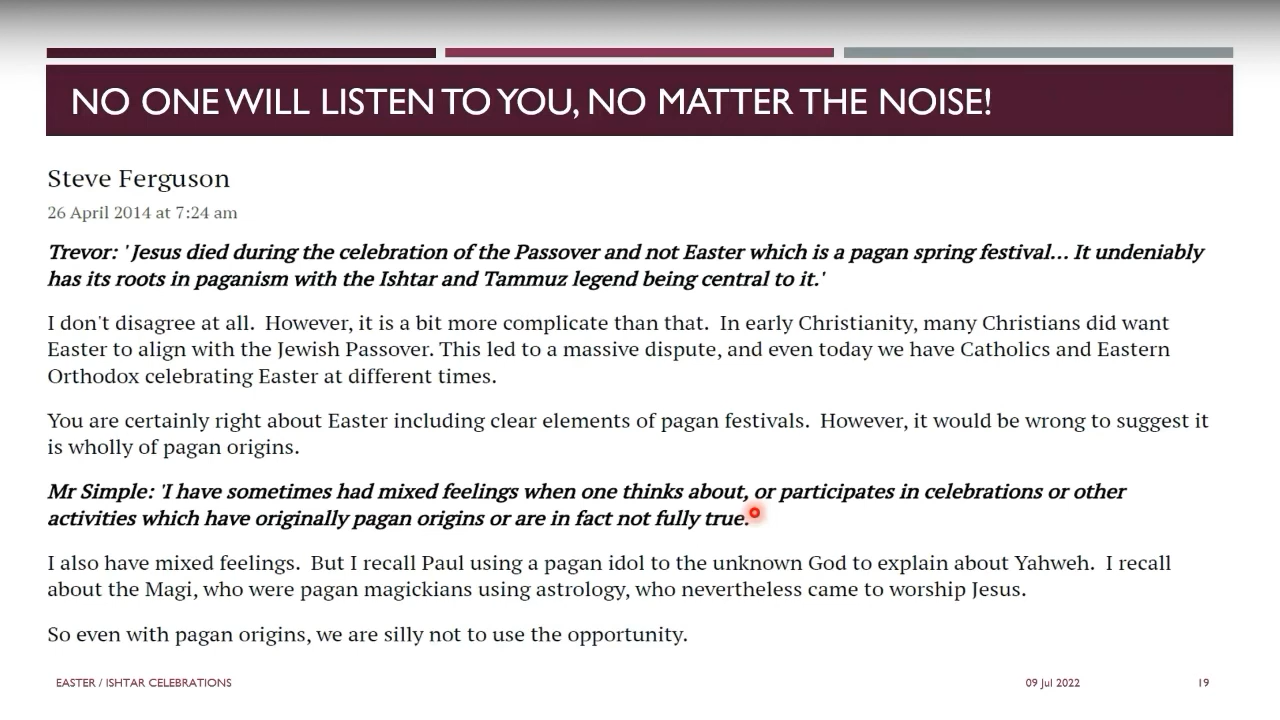 NO ONE WILL LISTEN TO YOU, NO MATTER THE NOISE!
Steve Ferguson
26 April 2014 at 7:24 am
Trevor: 'Jesus died during the celebration of the Passover and not Easter which is a pagan spring festival... It undeniably
has its roots in paganism with the Ishtar and Tammuz legend being central to it.'
I don't disagree at all.  However, it is a bit more complicate than that.  In early Christianity, many Christians did want
Easter to align with the Jewish Passover. This led to a massive dispute, and even today we have Catholics and Eastern
Orthodox celebrating Easter at different times.
You are certainly right about Easter including clear elements of pagan festivals.  However, it would be wrong to suggest it
is wholly of pagan origins.
Mr Simple: 'I have sometimes had mixed feelings when one thinks about, or participates in celebrations or other
activities which have originally pagan origins or are in fact not fully true.'
I also have mixed feelings.  But I recall Paul using a pagan idol to the unknown God to explain about Yahweh.  I recall
about the Magi, who were pagan magickians using astrology, who nevertheless came to worship Jesus.
So even with pagan origins, we are silly not to use the opportunity.
EASTER / ISHTAR CELEBRATIONS
09 Jul 2022
19